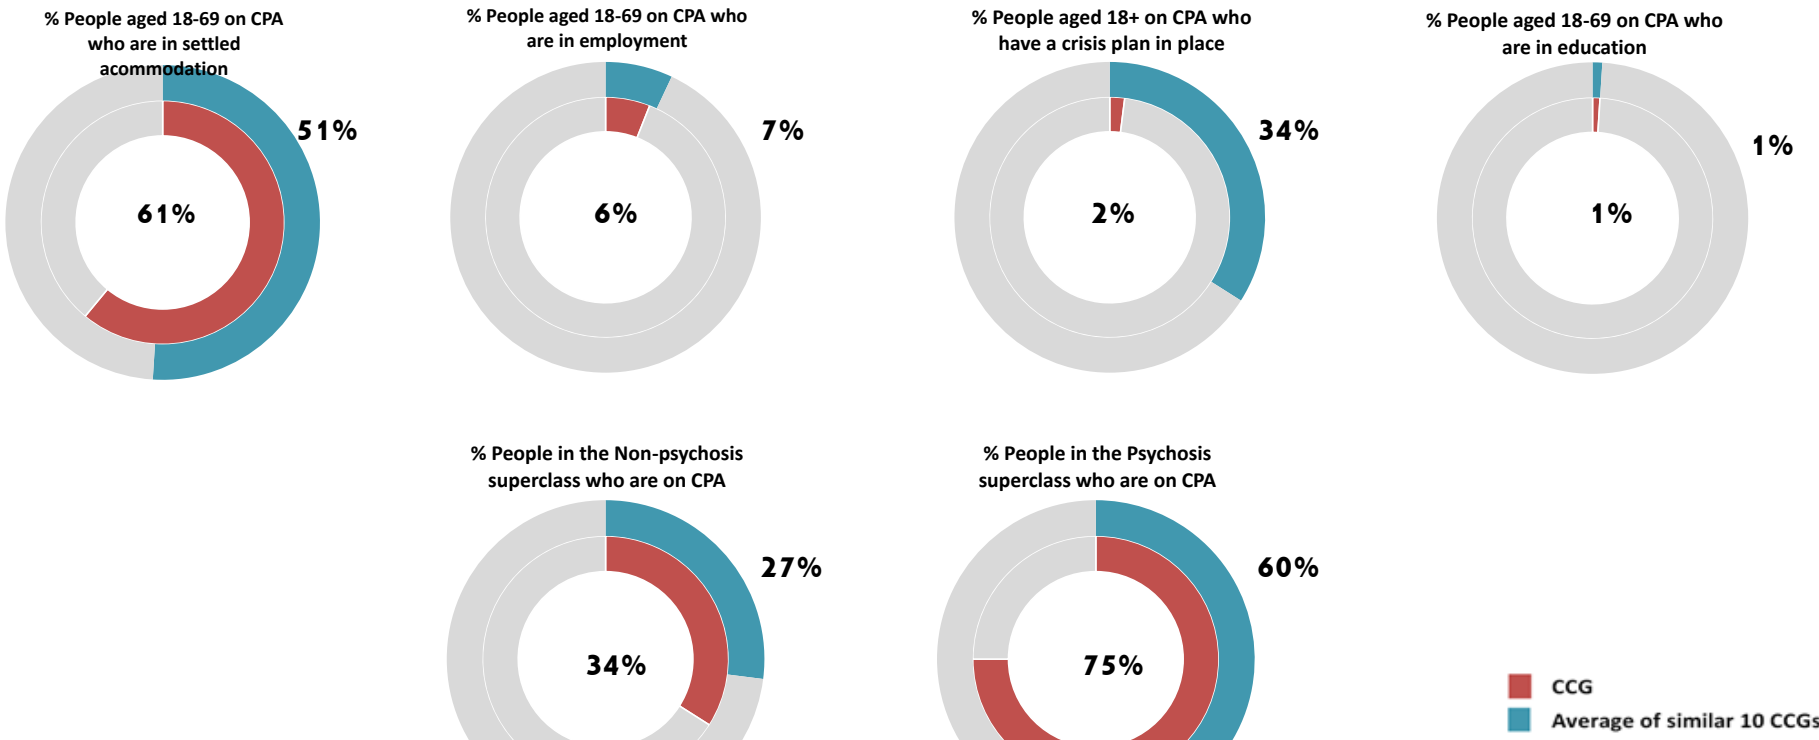 % People aged 18-69 on CPA
who are in settled
acommodation
51%
61%
% People aged 18-69 on CPA who
are in employment
7%
6%
% People aged 18+ on CPA who
have a crisis plan in place
34%
2%
% People aged 18-69 on CPA who
are in education
1%
1%
% People in the Non-psychosis
superclass who are on CPA
27%
34%
% People in the Psychosis
superclass who are on CPA
60%
75%
CCG
Average of similar 10 CCGs